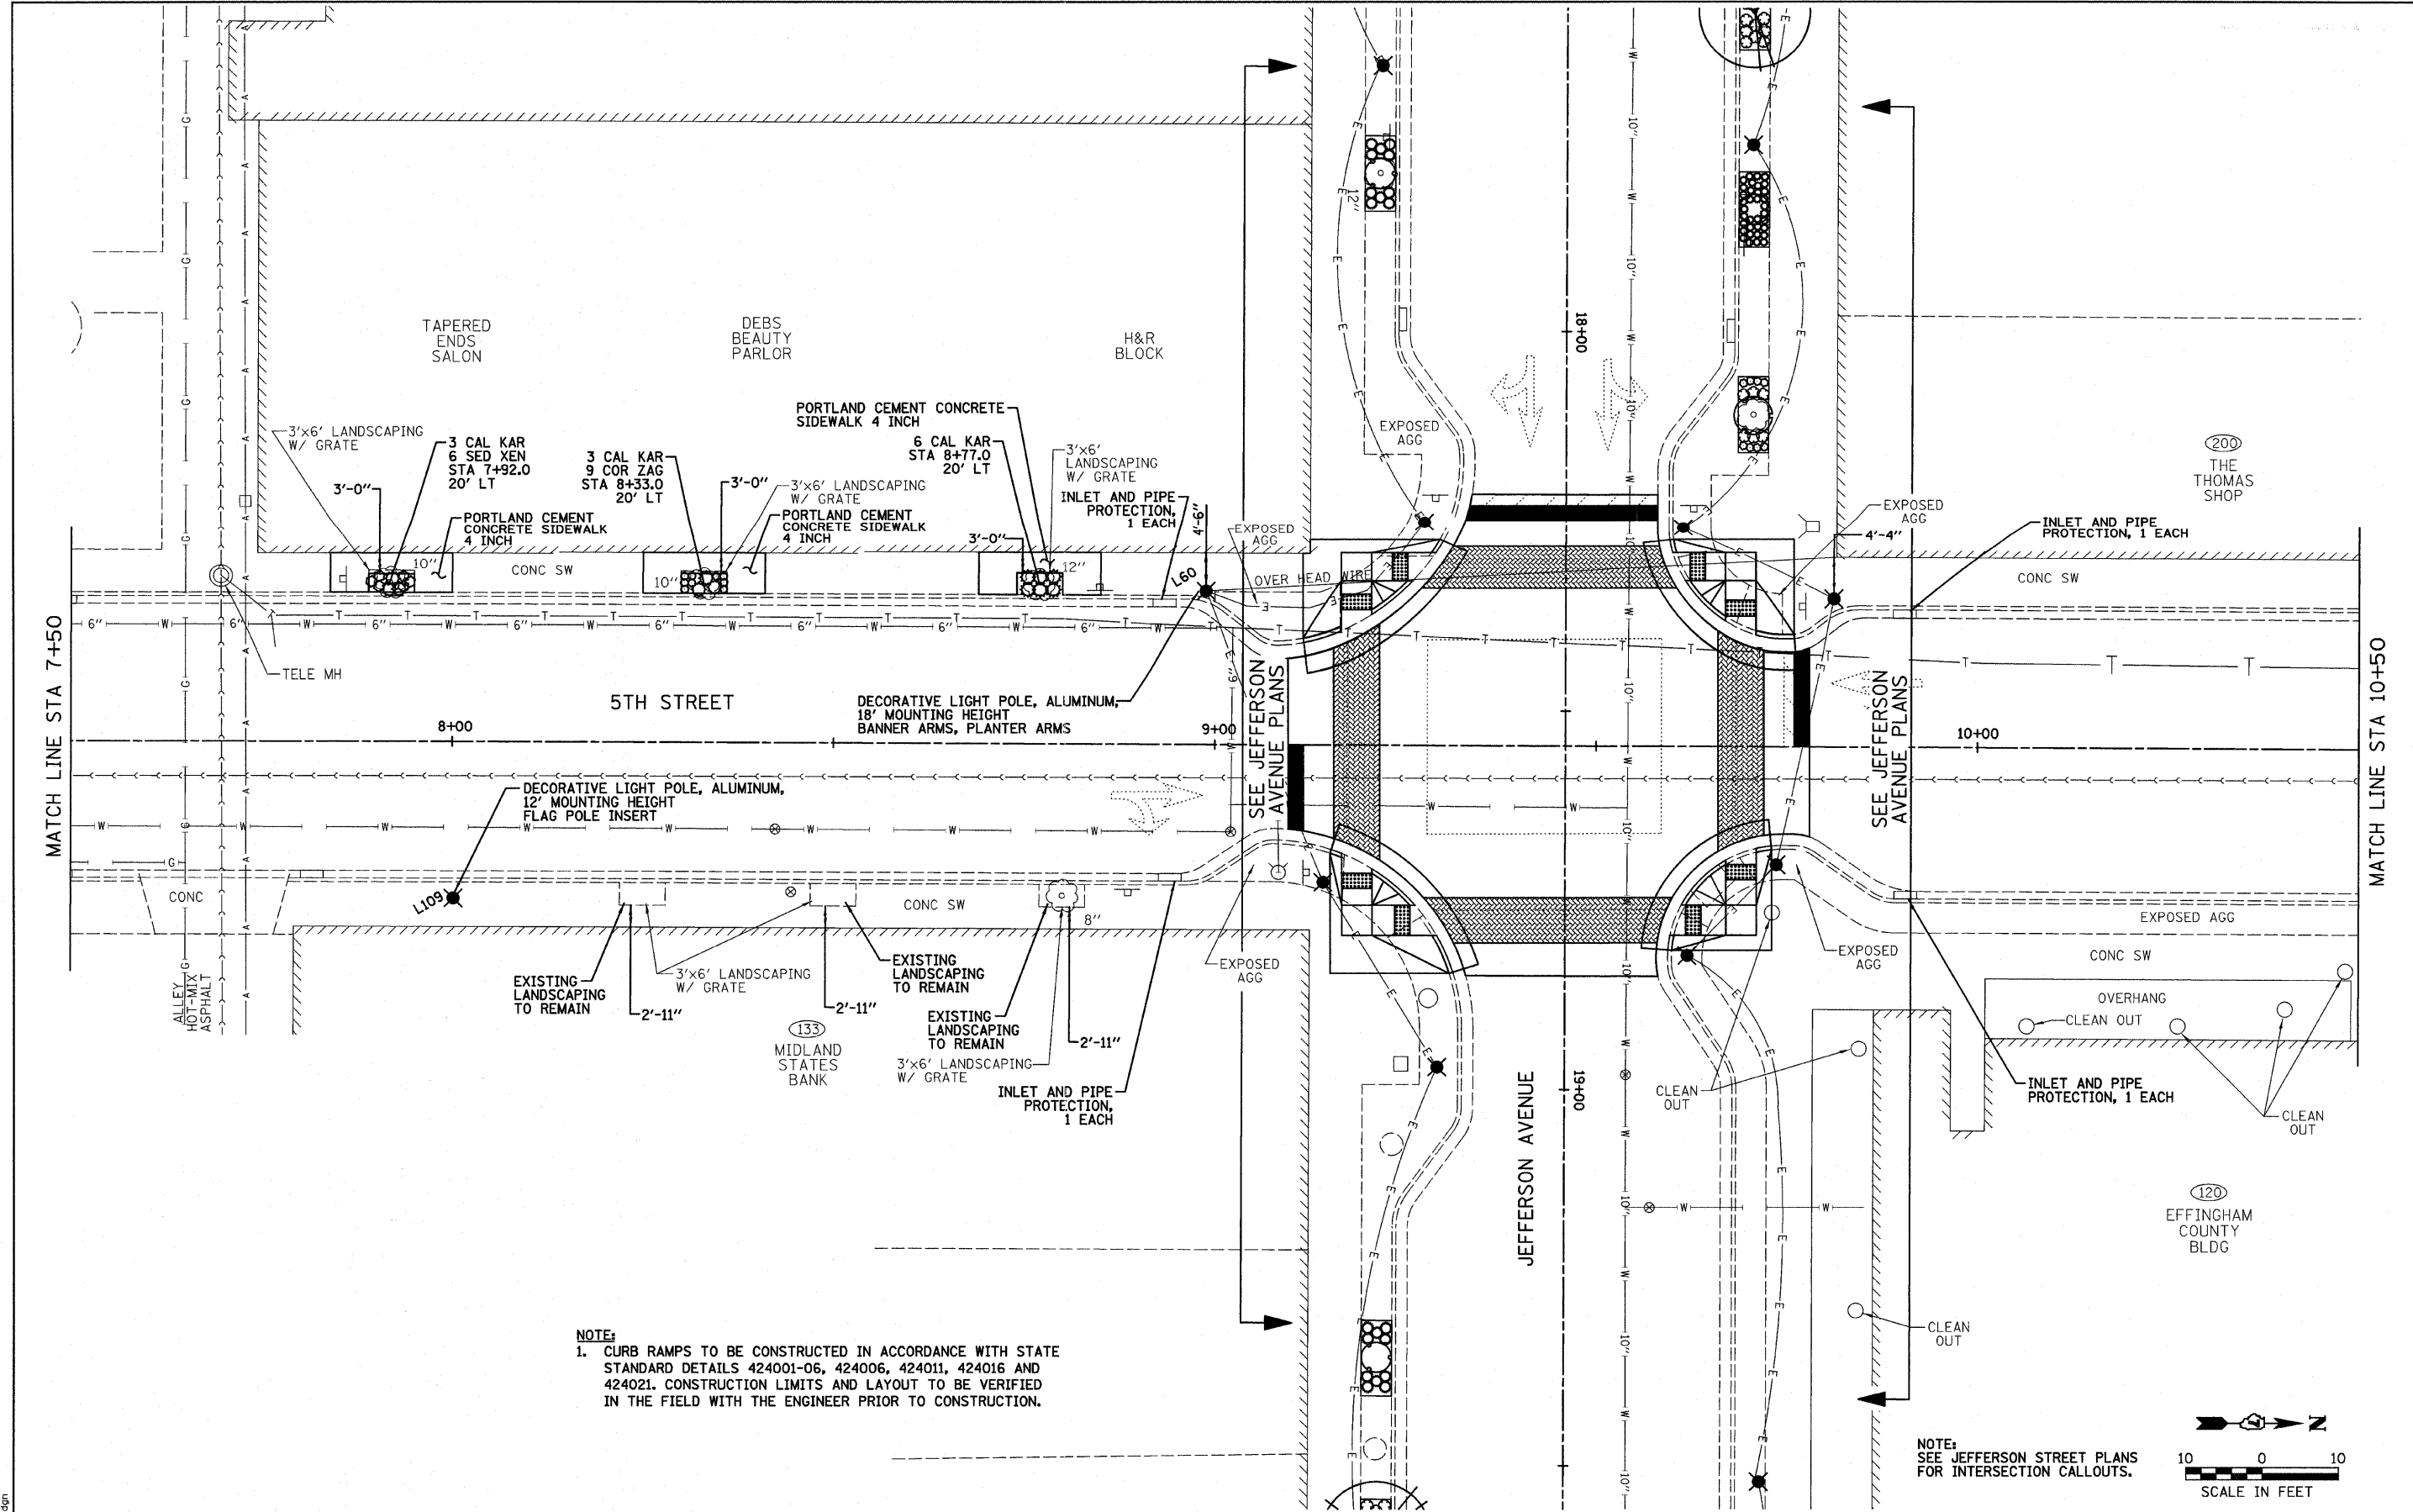 TAPERED
ENDS
SALON
DEBS
BEAUTY
PARLOR
H&R
BLOCK
3'x6' LANDSCAPING
W/ GRATE
3 CAL KAR
6 SED XEN
STA 7+92.0
20' LT
3'-0"
PORTLAND CEMENT
CONCRETE SIDEWALK
4 INCH
10"
CONC SW
3 CAL KAR
9 COR ZAG
STA 8+33.0
20' LT
3'-0"
3'x6' LANDSCAPING
W/ GRATE
PORTLAND CEMENT
CONCRETE SIDEWALK
4 INCH
10"
PORTLAND CEMENT CONCRETE
SIDEWALK 4 INCH
6 CAL KAR
STA 8+77.0
20' LT
3'x6'
LANDSCAPING
W/ GRATE
3'-0"
12"
INLET AND PIPE
PROTECTION,
1 EACH
4'-6"
EXPOSED
AGG
L60
OVER HEAD WIRE
12"
18+00
EXPOSED
AGG
EXPOSED
AGG
4'-4"
200
THE
THOMAS
SHOP
INLET AND PIPE
PROTECTION, 1 EACH
CONC SW
MATCH LINE STA 7+50
TELE MH
5TH STREET
8+00
9+00
10+00
DECORATIVE LIGHT POLE, ALUMINUM,
18' MOUNTING HEIGHT
BANNER ARMS, PLANTER ARMS
SEE JEFFERSON
AVENUE PLANS
SEE JEFFERSON
AVENUE PLANS
MATCH LINE STA 10+50
DECORATIVE LIGHT POLE, ALUMINUM,
12' MOUNTING HEIGHT
FLAG POLE INSERT
L109
CONC
ALLEY
HOT-MIX
ASPHALT
EXISTING
LANDSCAPING
TO REMAIN
3'x6' LANDSCAPING
W/ GRATE
2'-11"
2'-11"
EXISTING
LANDSCAPING
TO REMAIN
CONC SW
8"
EXISTING
LANDSCAPING
TO REMAIN
3'x6' LANDSCAPING
W/ GRATE
2'-11"
133
MIDLAND
STATES
BANK
INLET AND PIPE
PROTECTION,
1 EACH
EXPOSED
AGG
JEFFERSON AVENUE
19+00
CLEAN
OUT
EXPOSED
AGG
EXPOSED AGG
CONC SW
OVERHANG
CLEAN OUT
CLEAN
OUT
INLET AND PIPE
PROTECTION, 1 EACH
120
EFFINGHAM
COUNTY
BLDG
CLEAN
OUT
NOTE:
1. CURB RAMPS TO BE CONSTRUCTED IN ACCORDANCE WITH STATE
STANDARD DETAILS 424001-06, 424006, 424011, 424016 AND
424021. CONSTRUCTION LIMITS AND LAYOUT TO BE VERIFIED
IN THE FIELD WITH THE ENGINEER PRIOR TO CONSTRUCTION.
NOTE:
SEE JEFFERSON STREET PLANS
FOR INTERSECTION CALLOUTS.
N
10 0 10
SCALE IN FEET
dgn